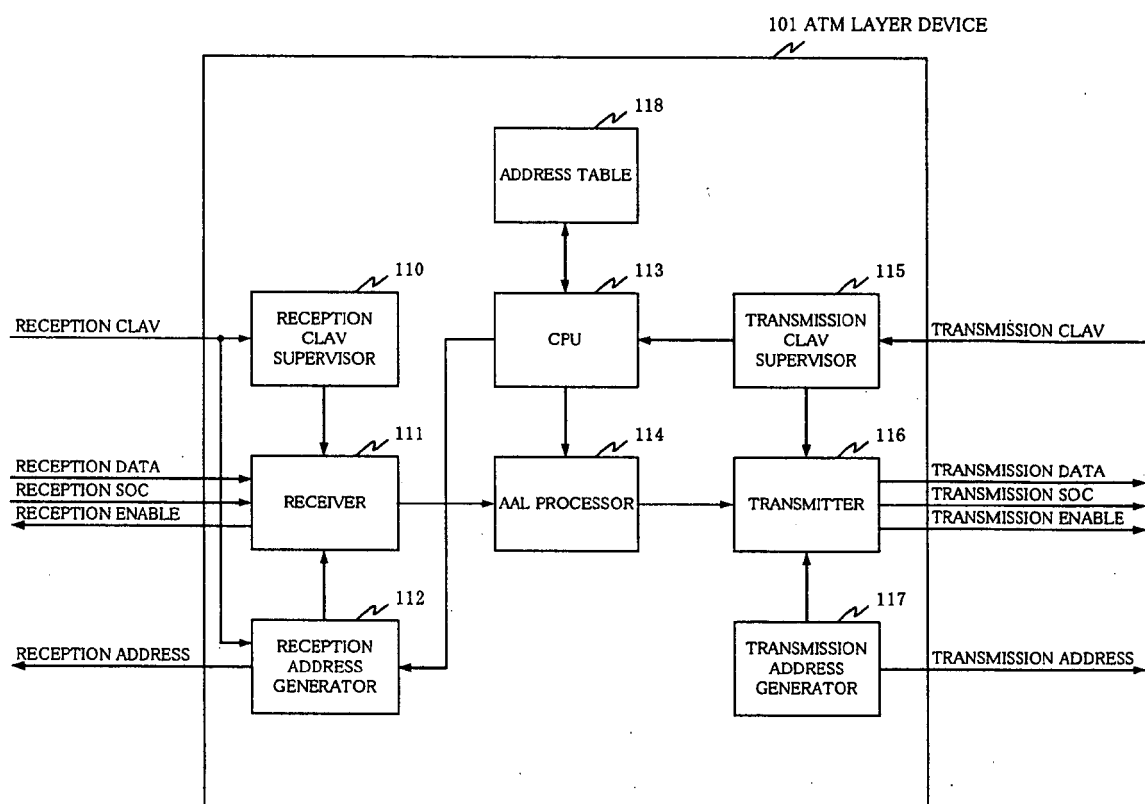 101 ATM LAYER DEVICE
118
ADDRESS TABLE
110
113
115
RECEPTION CLAV
RECEPTION
CLAV
SUPERVISOR
CPU
TRANSMISSION
CLAV
SUPERVISOR
TRANSMISSION CLAV
111
114
116
RECEPTION DATA
RECEPTION SOC
RECEPTION ENABLE
RECEIVER
AAL PROCESSOR
TRANSMITTER
TRANSMISSION DATA
TRANSMISSION SOC
TRANSMISSION ENABLE
112
117
RECEPTION ADDRESS
RECEPTION
ADDRESS
GENERATOR
TRANSMISSION
ADDRESS
GENERATOR
TRANSMISSION ADDRESS